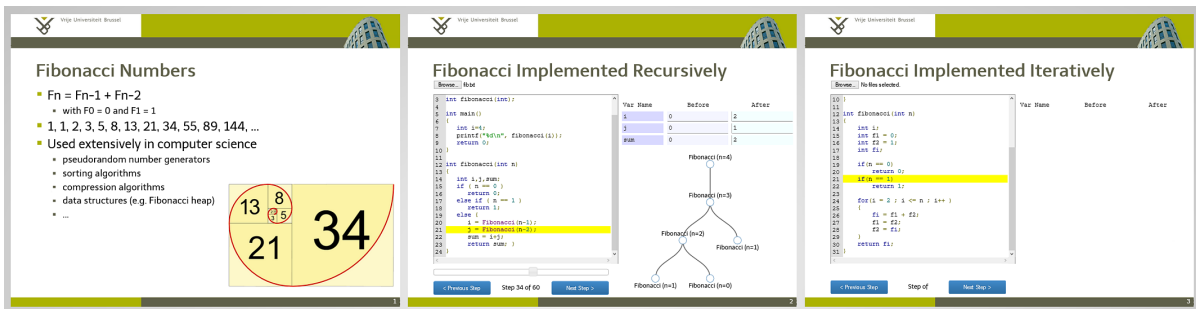 Vrije Universiteit Brussel
Fibonacci Numbers
Fn = Fn-1 + Fn-2
with F0 = 0 and F1 = 1
1, 1, 2, 3, 5, 8, 13, 21, 34, 55, 89, 144, ...
Used extensively in computer science
pseudorandom number generators
sorting algorithms
compression algorithms
data structures (e.g. Fibonacci heap)
...
13
8
5
34
21
1
Vrije Universiteit Brussel
Fibonacci Implemented Recursively
Browse... fib.txt
3 int fibonacci(int);
4
5 int main()
6 {
7 int i=4;
8 printf("%d\n", fibonacci(i));
9 return 0;
10 }
11
12 int fibonacci(int n)
13 {
14 int i,j,sum;
15 if ( n == 0 )
16 return 0;
17 else if ( n == 1 )
18 return 1;
19 else {
20 i = Fibonacci(n-1);
21 j = Fibonacci(n-2);
22 sum = i+j;
23 return sum; }
24 }
Var Name Before After
i 0 2
j 0 1
sum 0 2
Fibonacci (n=4)
Fibonacci (n=3)
Fibonacci (n=2)
Fibonacci (n=1)
Fibonacci (n=1) Fibonacci (n=0)
< Previous Step Step 34 of 60 Next Step >
2
Vrije Universiteit Brussel
Fibonacci Implemented Iteratively
Browse... No files selected.
10 }
11
12 int fibonacci(int n)
13 {
14 int i;
15 int f1 = 0;
16 int f2 = 1;
17 int fi;
18
19 if(n == 0)
20 return 0;
21 if(n == 1)
22 return 1;
23
24 for(i = 2 ; i <= n ; i++ )
25 {
26 fi = f1 + f2;
27 f1 = f2;
28 f2 = fi;
29 }
30 return fi;
31 }
Var Name Before After
< Previous Step Step of Next Step >
3